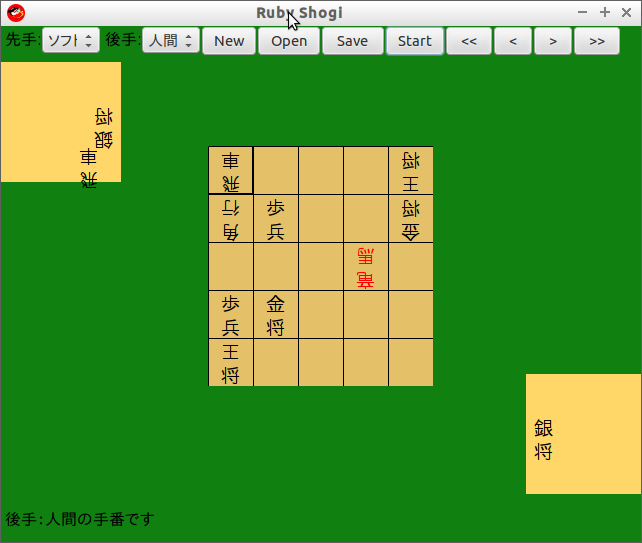 Ruby Shogi
先手: ソフト 後手: 人間 New Open Save Start << < > >>
銀将
飛車
飛車 王将
角行 歩兵 金将
竜馬
歩兵 金将
王将
銀将
後手:人間の手番です